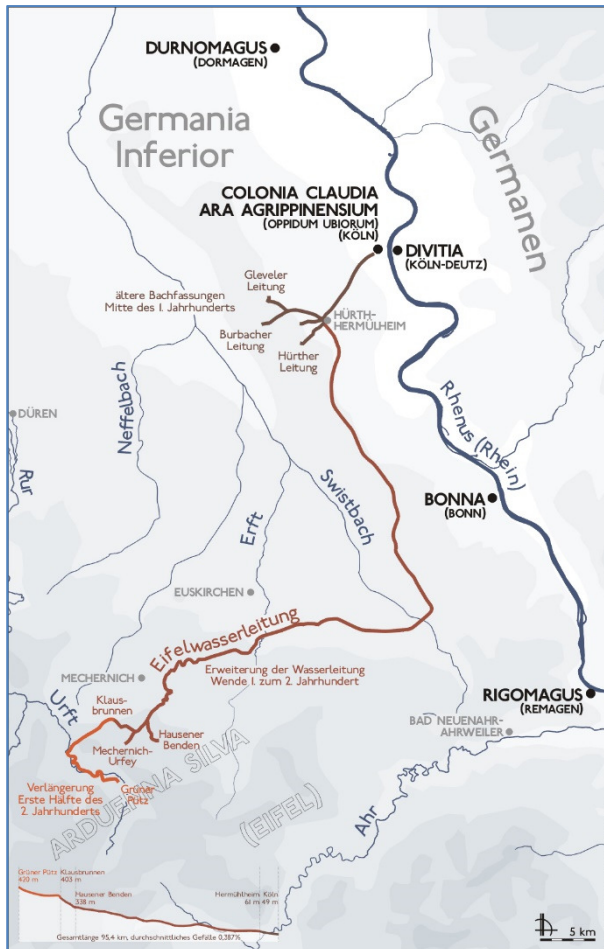 DURNOMAGUS
(DORMAGEN)
Germania
Inferior
Germanen
COLONIA CLAUDIA
ARA AGRIPPINENSIUM
(OPPIDUM UBIORUM)
(KÖLN)
DIVITIA
(KÖLN-DEUTZ)
Gleveler
Leitung
ältere Bachfassungen
Mitte des 1. Jahrhunderts
HÜRTH-
HERMÜLHEIM
Burbacher
Leitung
Hürther
Leitung
DÜREN
Neffelbach
Rur
Rhenus (Rhein)
Swistbach
Erft
BONNA
(BONN)
EUSKIRCHEN
Eifelwasserleitung
MECHERNICH
Erweiterung der Wasserleitung
Wende 1. zum 2. Jahrhundert
Klaus-
brunnen
Urft
RIGOMAGUS
(REMAGEN)
BAD NEUENAHR-
AHRWEILER
Hausener
Benden
Mechernich-
Urfey
Verlängerung
Erste Hälfte des
2. Jahrhunderts
Grüner
Pütz
ARDUENNA SILVA
(EIFEL)
Ahr
Grüner Pütz Klausbrunnen
420 m 403 m
Hausener Benden
338 m
Hermühlheim Köln
61 m 49 m
Gesamtlänge 95,4 km, durchschnittliches Gefälle 0,387%
5 km